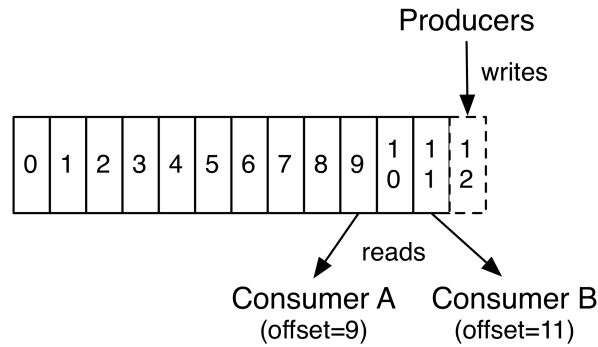 Producers
writes
0 1 2 3 4 5 6 7 8 9 10 11 12
reads
Consumer A Consumer B
(offset=9) (offset=11)